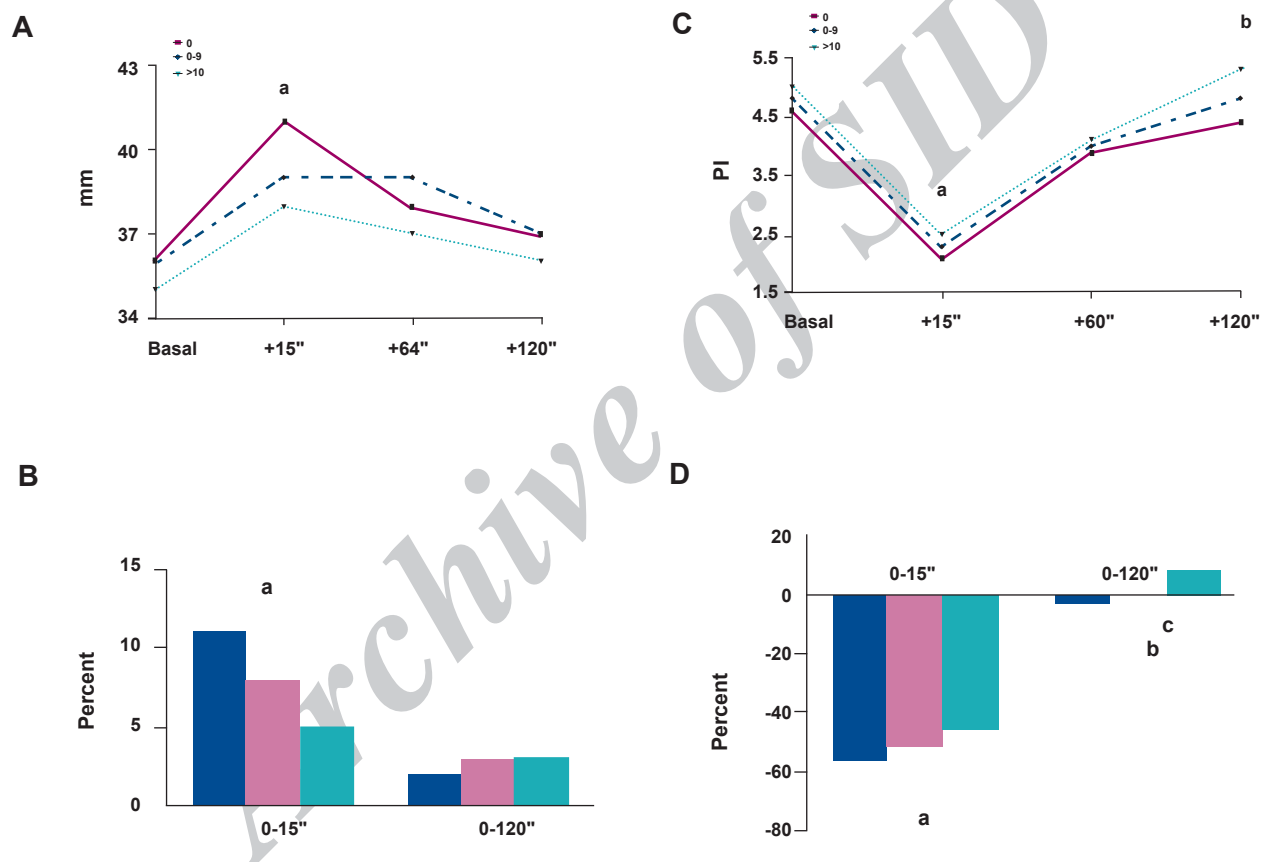 A
0
0-9
>10
43
40
37
34
mm
a
Basal +15" +64" +120"
C
0
0-9
>10
b
5.5
4.5
3.5
2.5
1.5
PI
a
Basal +15" +60" +120"
B
15
10
5
0
Percent
a
0-15" 0-120"
D
20
0
-20
-40
-60
-80
Percent
0-15" 0-120"
c
b
a
Archive of SID